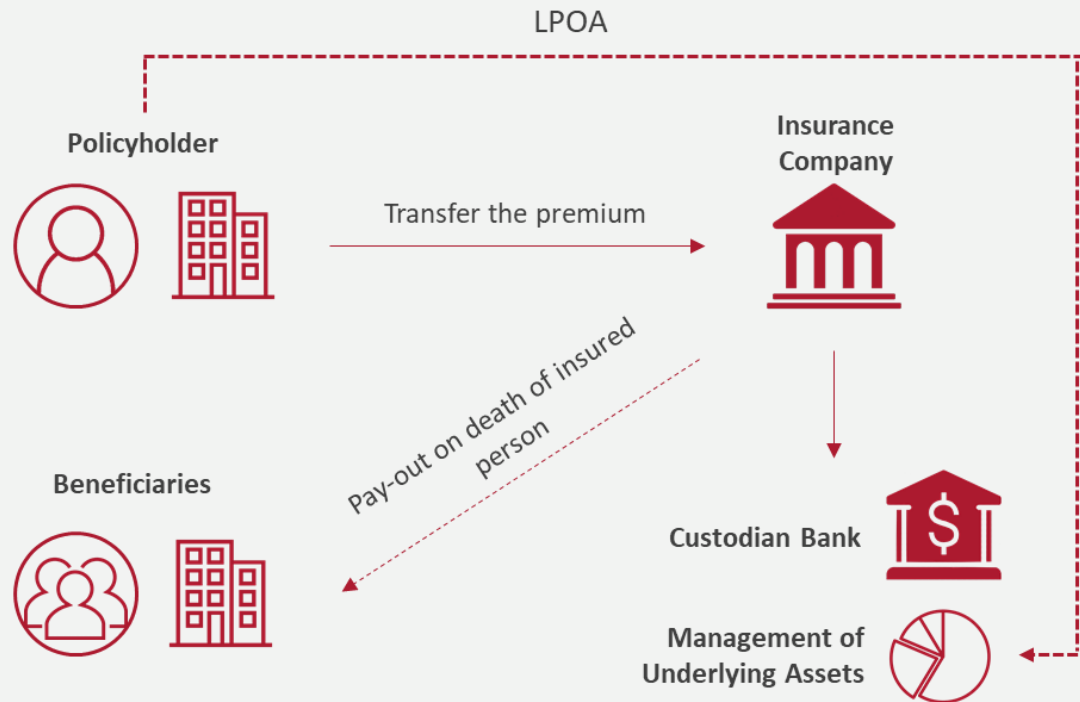 LPOA
Policyholder
Insurance
Company
Transfer the premium
Pay-out on death of insured
person
Beneficiaries
$
Custodian Bank
Management of
Underlying Assets